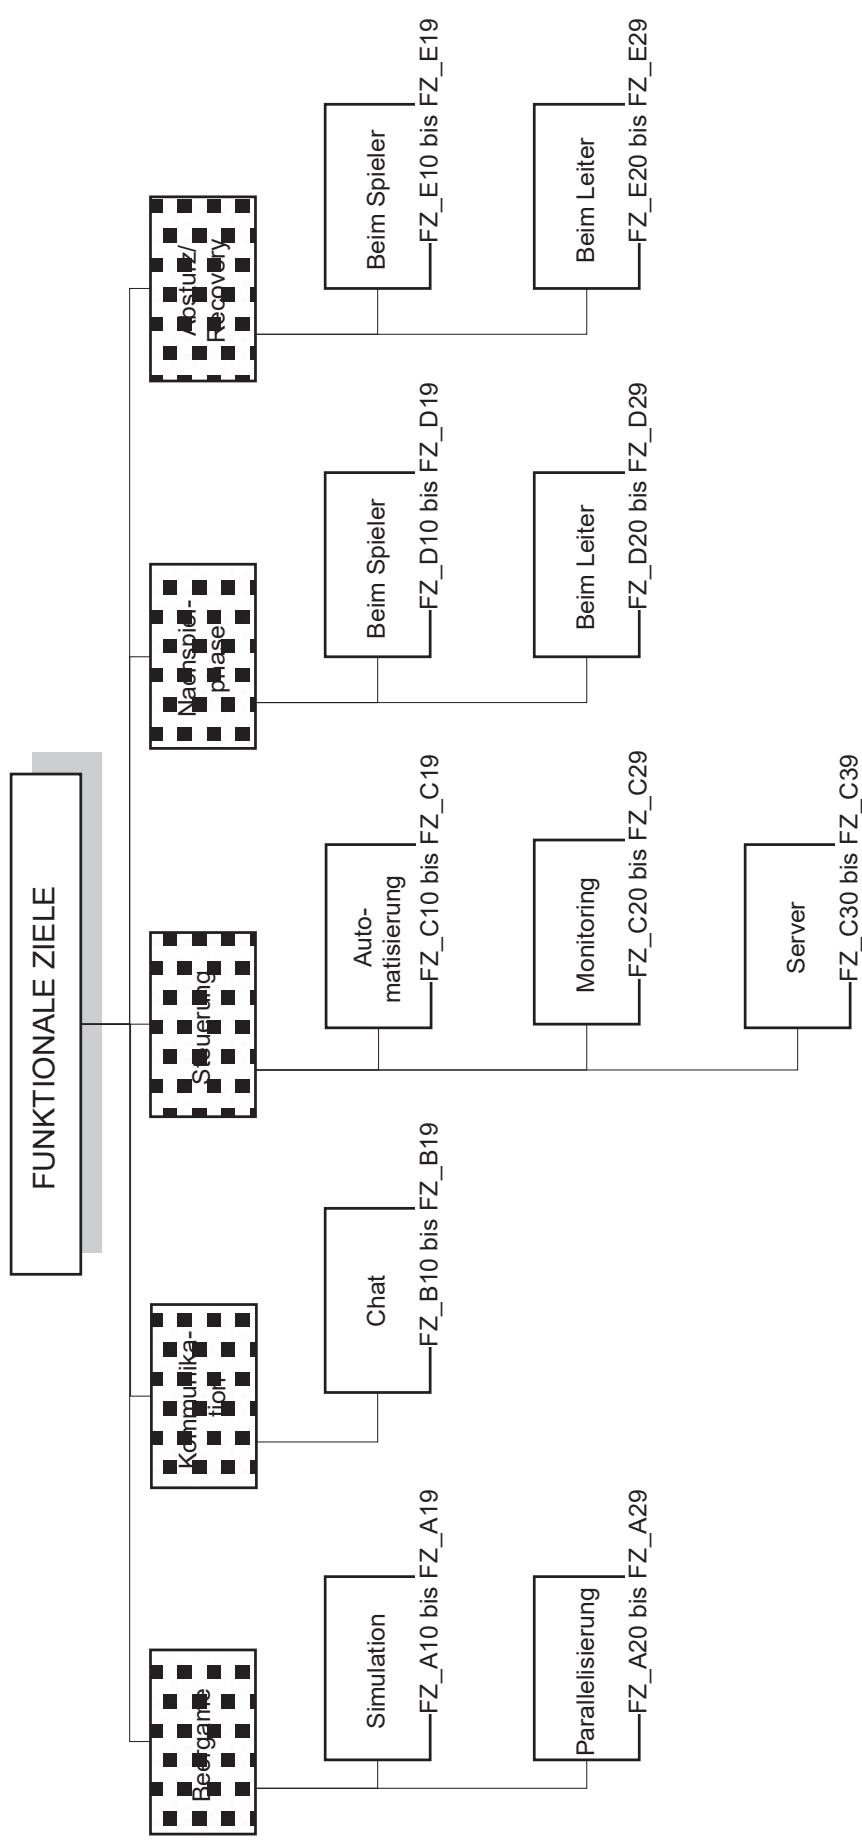 FUNKTIONALE ZIELE
Beergame
Simulation
FZ_A10 bis FZ_A19
Parallelisierung
FZ_A20 bis FZ_A29
Kommunika-
tion
Chat
FZ_B10 bis FZ_B19
Steuerung
Auto-
matisierung
FZ_C10 bis FZ_C19
Monitoring
FZ_C20 bis FZ_C29
Server
FZ_C30 bis FZ_C39
Nachspiel-
phase
Beim Spieler
FZ_D10 bis FZ_D19
Beim Leiter
FZ_D20 bis FZ_D29
Absturz/
Recovery
Beim Spieler
FZ_E10 bis FZ_E19
Beim Leiter
FZ_E20 bis FZ_E29